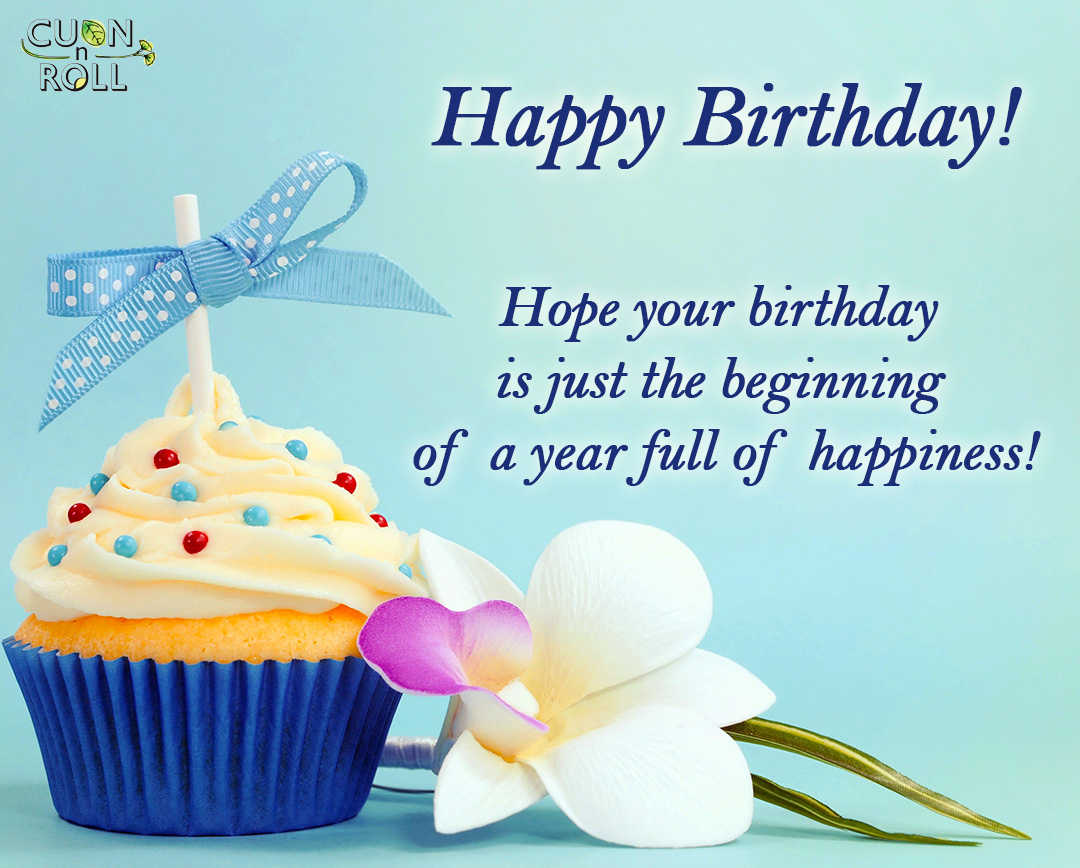 CUON
n
ROLL
Happy Birthday!
Hope your birthday
is just the beginning
of a year full of happiness!